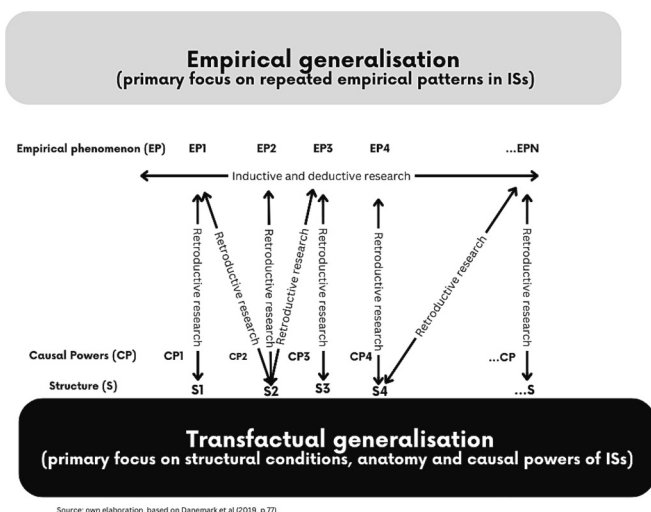 Empirical generalisation
(primary focus on repeated empirical patterns in ISs)
Empirical phenomenon (EP) EP1 EP2 EP3 EP4 ...EPN
Inductive and deductive research
Retroductive research
Retroductive research
Retroductive research
Retroductive research
Retroductive research
Retroductive research
Retroductive research
Retroductive research
Causal Powers (CP) CP1 CP2 CP3 CP4 ...CP
Structure (S) S1 S2 S3 S4 ...S
Transfactual generalisation
(primary focus on structural conditions, anatomy and causal powers of ISs)
Source: own elaboration, based on Danemark et al (2019, p.77)